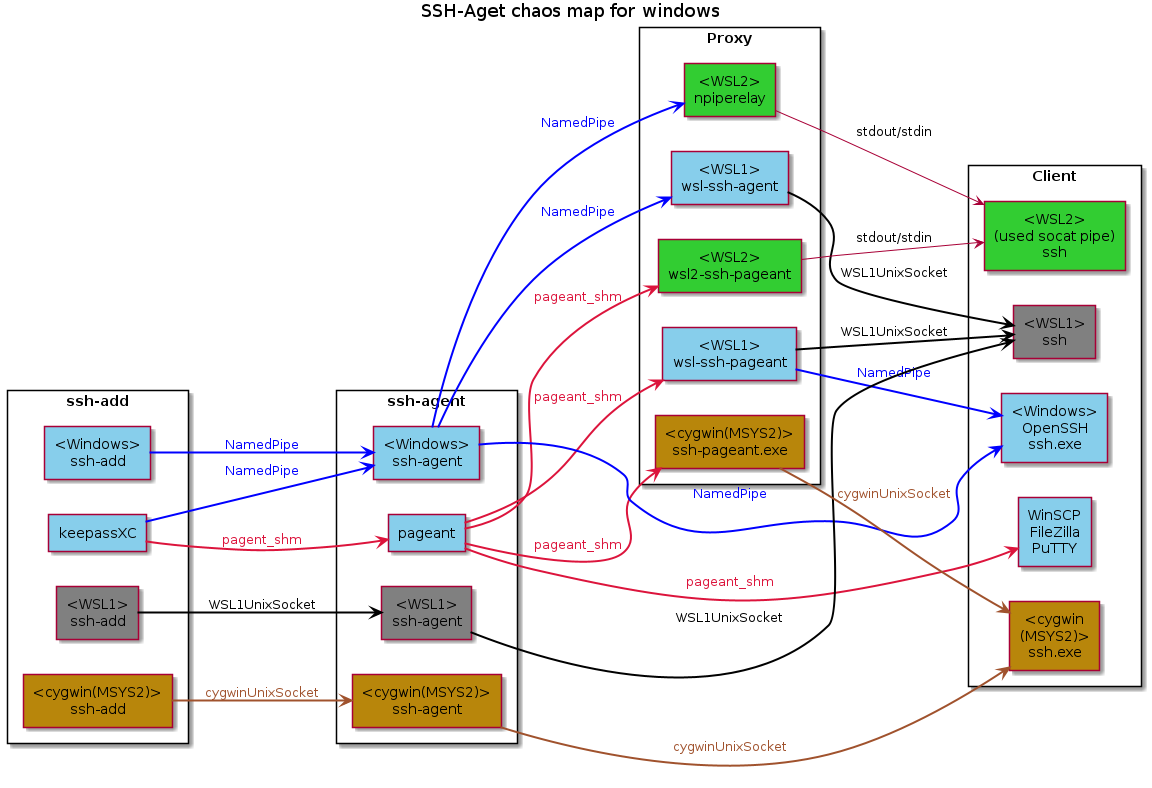 SSH-Aget chaos map for windows
Proxy
<WSL2>
npiperelay
NamedPipe
stdout/stdin
<WSL1>
wsl-ssh-agent
NamedPipe
Client
<WSL2>
(used socat pipe)
ssh
stdout/stdin
<WSL2>
wsl2-ssh-pageant
WSL1UnixSocket
pageant_shm
<WSL1>
ssh
WSL1UnixSocket
<WSL1>
wsl-ssh-pageant
NamedPipe
pageant_shm
ssh-add
ssh-agent
<Windows>
OpenSSH
ssh.exe
<Windows>
ssh-add
NamedPipe
<Windows>
ssh-agent
<cygwin(MSYS2)>
ssh-pageant.exe
NamedPipe
NamedPipe
cygwinUnixSocket
keepassXC
pagent_shm
pageant
pageant_shm
WinSCP
FileZilla
PuTTY
pageant_shm
<WSL1>
ssh-add
WSL1UnixSocket
<WSL1>
ssh-agent
WSL1UnixSocket
<cygwin
(MSYS2)>
ssh.exe
<cygwin(MSYS2)>
ssh-add
cygwinUnixSocket
<cygwin(MSYS2)>
ssh-agent
cygwinUnixSocket